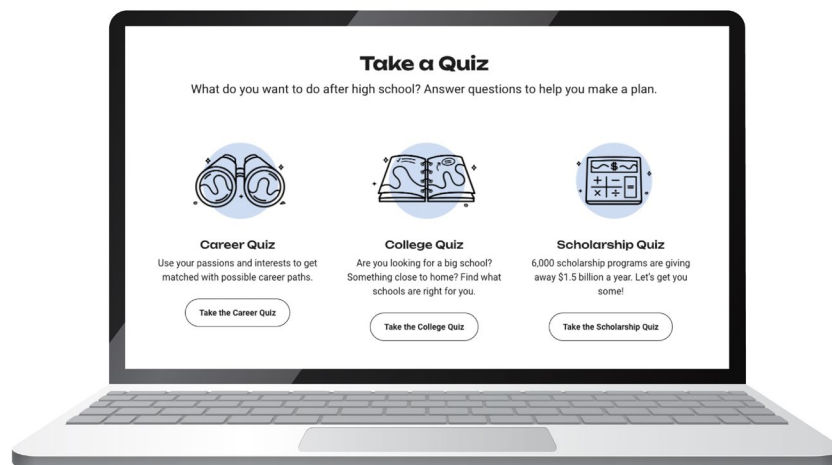 Take a Quiz
What do you want to do after high school? Answer questions to help you make a plan.
Career Quiz
Use your passions and interests to get
matched with possible career paths.
Take the Career Quiz
College Quiz
Are you looking for a big school?
Something close to home? Find what
schools are right for you.
Take the College Quiz
Scholarship Quiz
6,000 scholarship programs are giving
away $1.5 billion a year. Let's get you
some!
Take the Scholarship Quiz